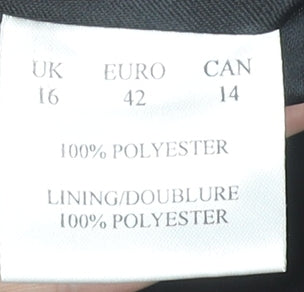 UK EURO CAN
16 42 14
100% POLYESTER
LINING/DOUBLURE
100% POLYESTER